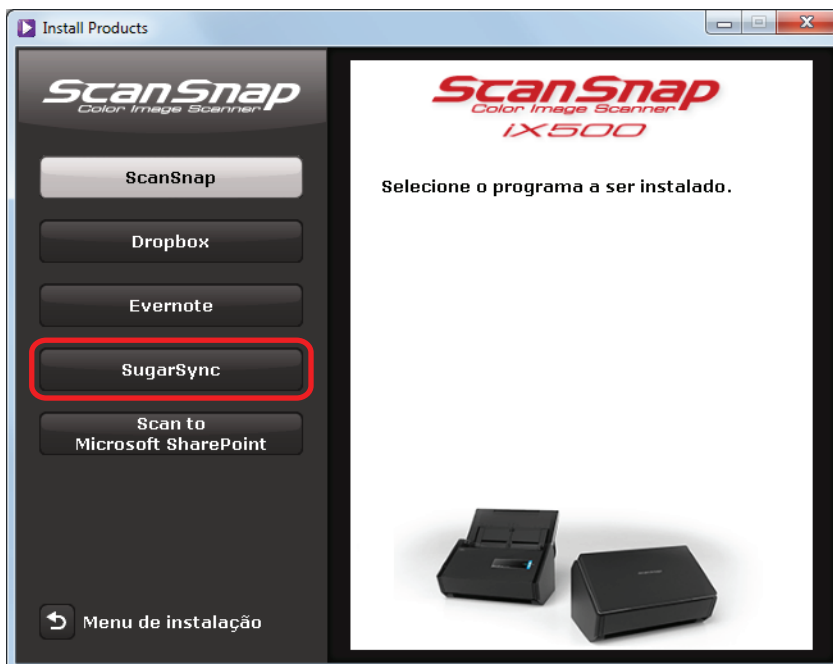 Install Products
ScanSnap
Color Image Scanner
ScanSnap
Dropbox
Evernote
SugarSync
Scan to
Microsoft SharePoint
Menu de instalação
ScanSnap
Color Image Scanner
iX500
Selecione o programa a ser instalado.